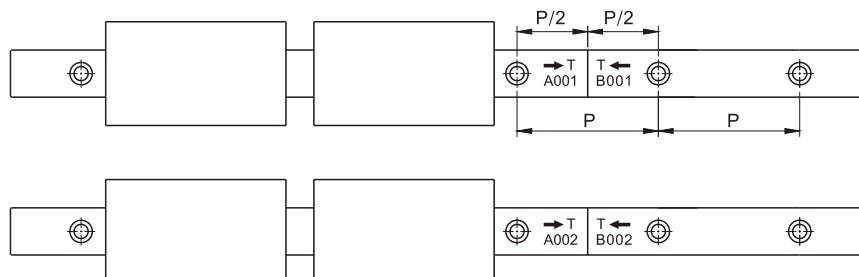 P/2 P/2
→ T T ←
A001 B001
P P
→ T T ←
A002 B002